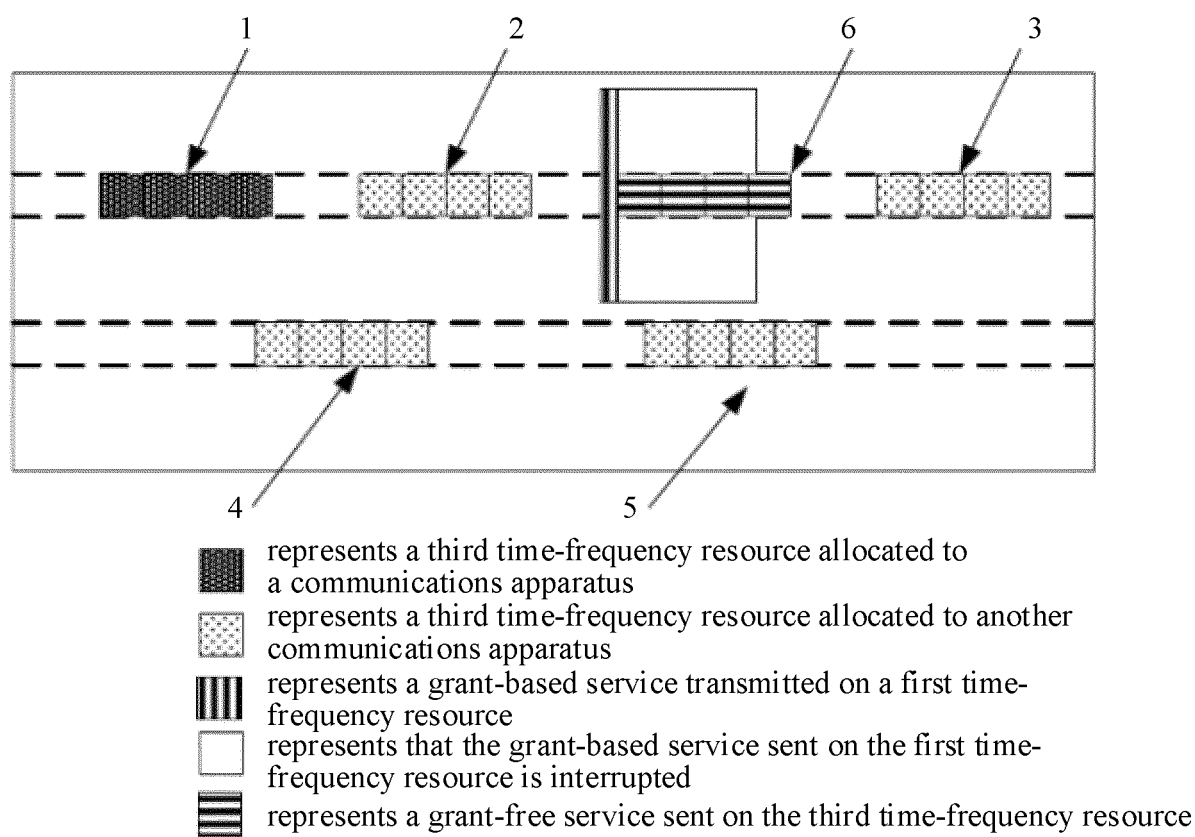 1 2 6 3
4 5
represents a third time-frequency resource allocated to
a communications apparatus
represents a third time-frequency resource allocated to another
communications apparatus
represents a grant-based service transmitted on a first time-
frequency resource
represents that the grant-based service sent on the first time-
frequency resource is interrupted
represents a grant-free service sent on the third time-frequency resource